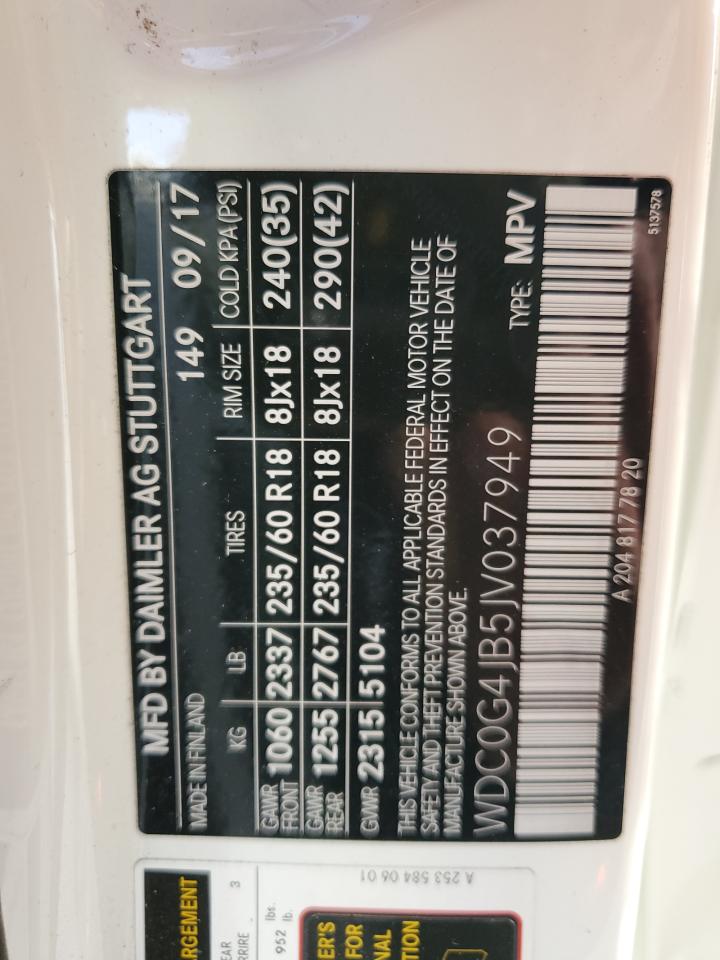 MFD BY DAIMLER AG STUTTGART
MADE IN FINLAND 149 09/17
KG LB TIRES RIM SIZE COLD KPA(PSI)
GAWR FRONT 1060 2337 235/60 R18 8Jx18 240(35)
GAWR REAR 1255 2767 235/60 R18 8Jx18 290(42)
GVWR 2315 5104
THIS VEHICLE CONFORMS TO ALL APPLICABLE FEDERAL MOTOR VEHICLE
SAFETY AND THEFT PREVENTION STANDARDS IN EFFECT ON THE DATE OF
MANUFACTURE SHOWN ABOVE.
WDC0G4JB5JV037949 TYPE: MPV
A 204 817 78 20
5137578
RGEMENT
EAR 3
RRIRE
952 lbs.
lb.
ER'S
FOR
NAL
TION
A 253 584 06 01